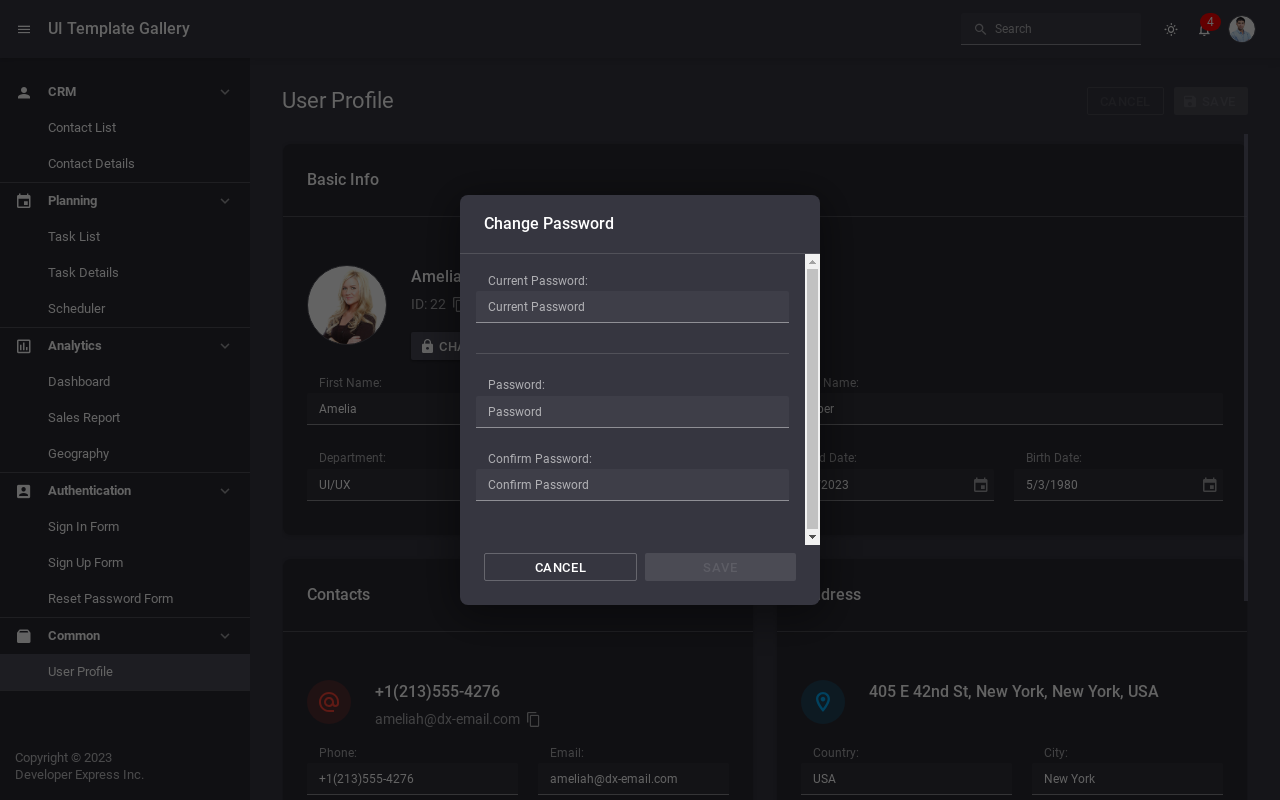 UI Template Gallery
Search
4
CRM
Contact List
Contact Details
Planning
Task List
Task Details
Scheduler
Analytics
Dashboard
Sales Report
Geography
Authentication
Sign In Form
Sign Up Form
Reset Password Form
Common
User Profile
Copyright © 2023
Developer Express Inc.
User Profile
CANCEL
SAVE
Basic Info
Amelia
ID: 22
CHA
First Name:
Amelia
Name:
per
Department:
UI/UX
d Date:
2023
Birth Date:
5/3/1980
Change Password
Current Password:
Current Password
Password:
Password
Confirm Password:
Confirm Password
CANCEL
SAVE
Contacts
+1(213)555-4276
ameliah@dx-email.com
Phone:
+1(213)555-4276
Email:
ameliah@dx-email.com
dress
405 E 42nd St, New York, New York, USA
Country:
USA
City:
New York